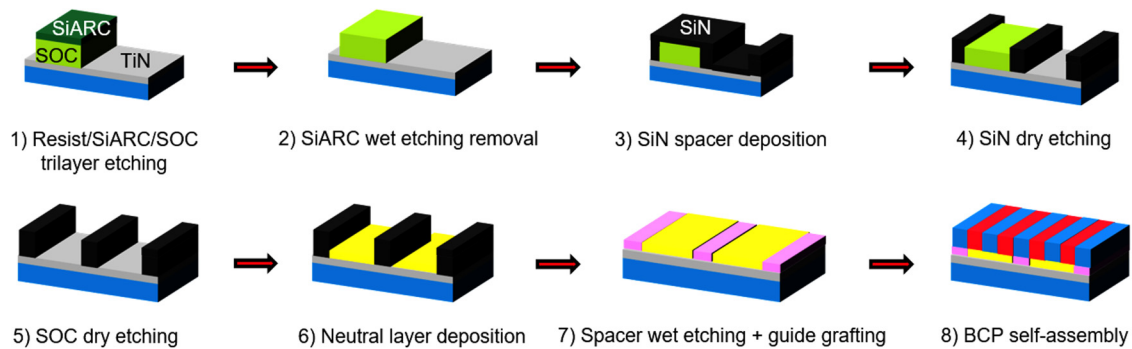 SiARC
SOC
TiN
SiN
1) Resist/SiARC/SOC
trilayer etching
2) SiARC wet etching removal
3) SiN spacer deposition
4) SiN dry etching
5) SOC dry etching
6) Neutral layer deposition
7) Spacer wet etching + guide grafting
8) BCP self-assembly